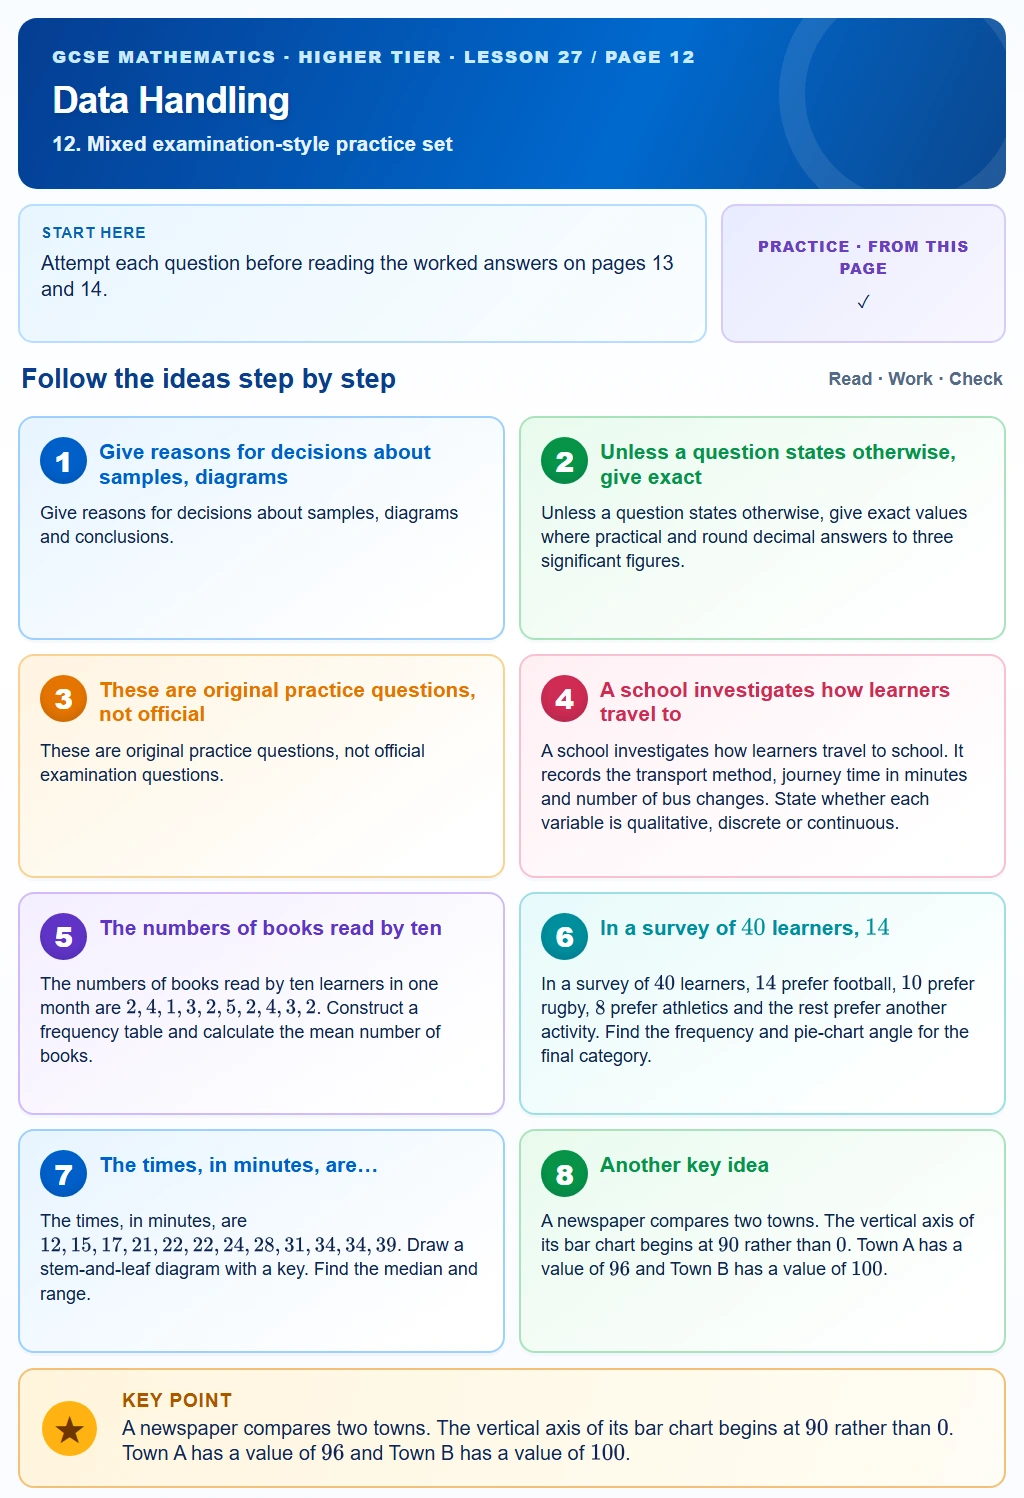 GCSE MATHEMATICS · HIGHER TIER · LESSON 27 / PAGE 12
Data Handling
12. Mixed examination-style practice set
START HERE
Attempt each question before reading the worked answers on pages 13
and 14.
PRACTICE · FROM THIS
PAGE
✓
Follow the ideas step by step
Read · Work · Check
1
Give reasons for decisions about
samples, diagrams
Give reasons for decisions about samples, diagrams
and conclusions.
2
Unless a question states otherwise,
give exact
Unless a question states otherwise, give exact values
where practical and round decimal answers to three
significant figures.
3
These are original practice questions,
not official
These are original practice questions, not official
examination questions.
4
A school investigates how learners
travel to
A school investigates how learners travel to school. It
records the transport method, journey time in minutes
and number of bus changes. State whether each
variable is qualitative, discrete or continuous.
5
The numbers of books read by ten
The numbers of books read by ten learners in one
month are 2, 4, 1, 3, 2, 5, 2, 4, 3, 2. Construct a
frequency table and calculate the mean number of
books.
6
In a survey of 40 learners, 14
In a survey of 40 learners, 14 prefer football, 10 prefer
rugby, 8 prefer athletics and the rest prefer another
activity. Find the frequency and pie-chart angle for the
final category.
7
The times, in minutes, are…
The times, in minutes, are
12, 15, 17, 21, 22, 22, 24, 28, 31, 34, 34, 39. Draw a
stem-and-leaf diagram with a key. Find the median and
range.
8
Another key idea
A newspaper compares two towns. The vertical axis of
its bar chart begins at 90 rather than 0. Town A has a
value of 96 and Town B has a value of 100.
KEY POINT
A newspaper compares two towns. The vertical axis of its bar chart begins at 90 rather than 0.
Town A has a value of 96 and Town B has a value of 100.